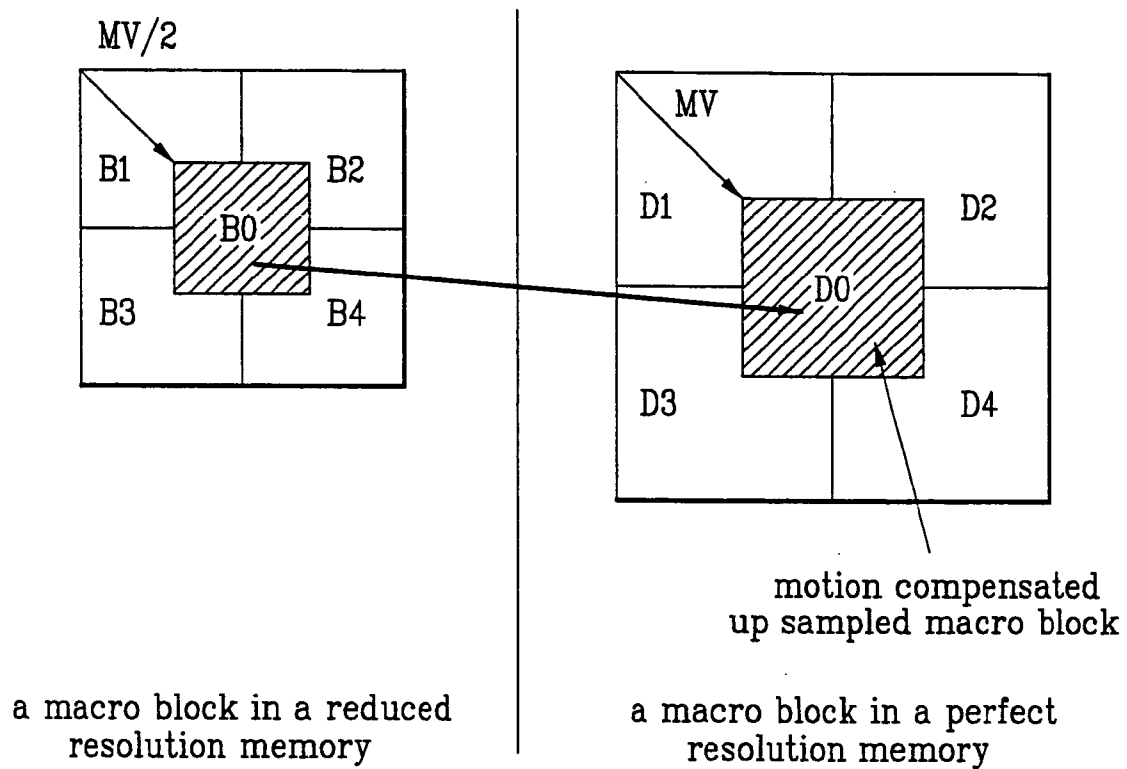 MV/2
B1
B2
B0
B3
B4
MV
D1
D2
D0
D3
D4
motion compensated
up sampled macro block
a macro block in a reduced
resolution memory
a macro block in a perfect
resolution memory